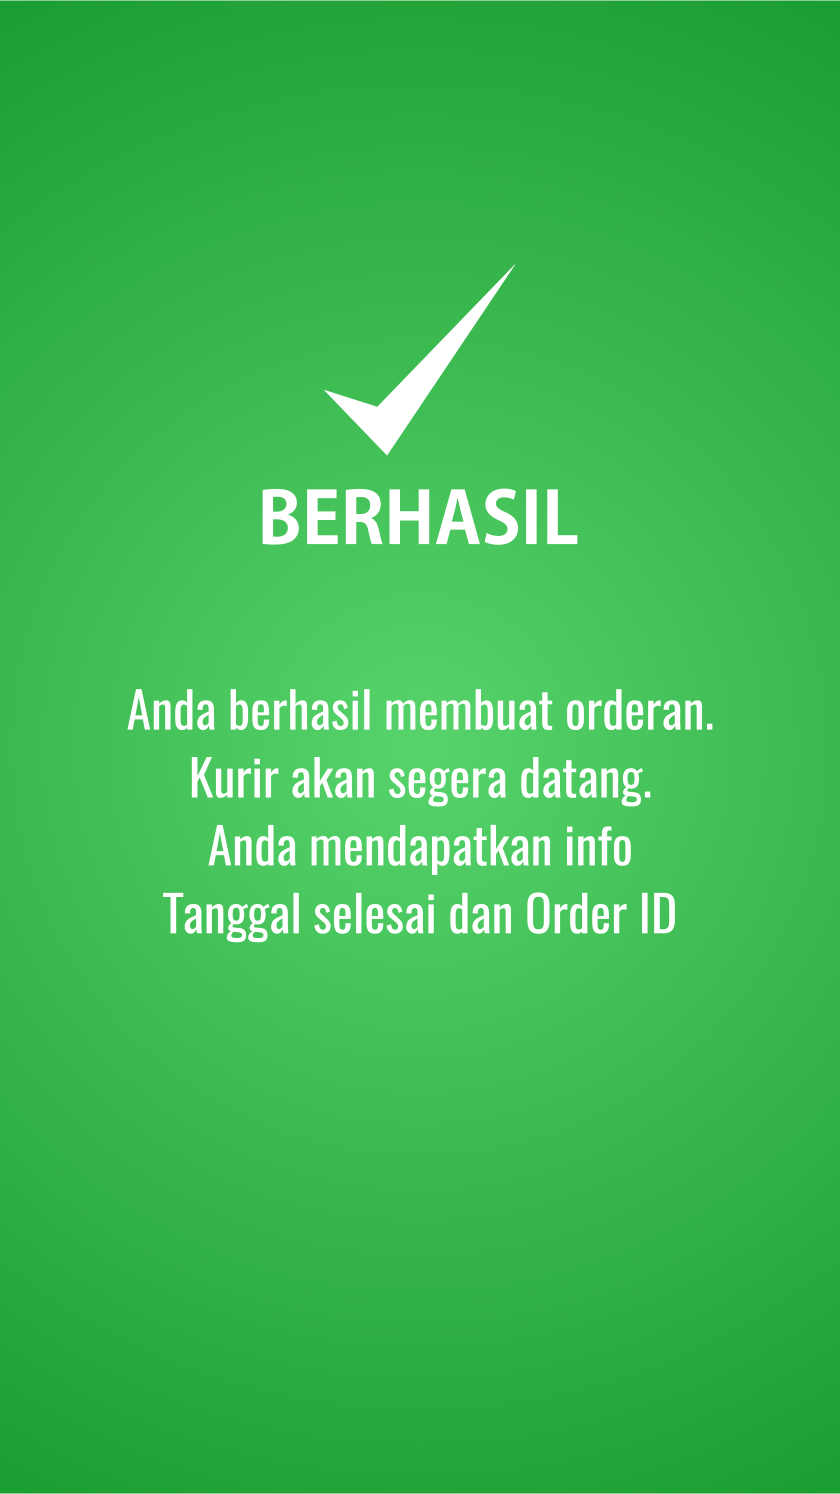 BERHASIL
Anda berhasil membuat orderan.
Kurir akan segera datang.
Anda mendapatkan info
Tanggal selesai dan Order ID